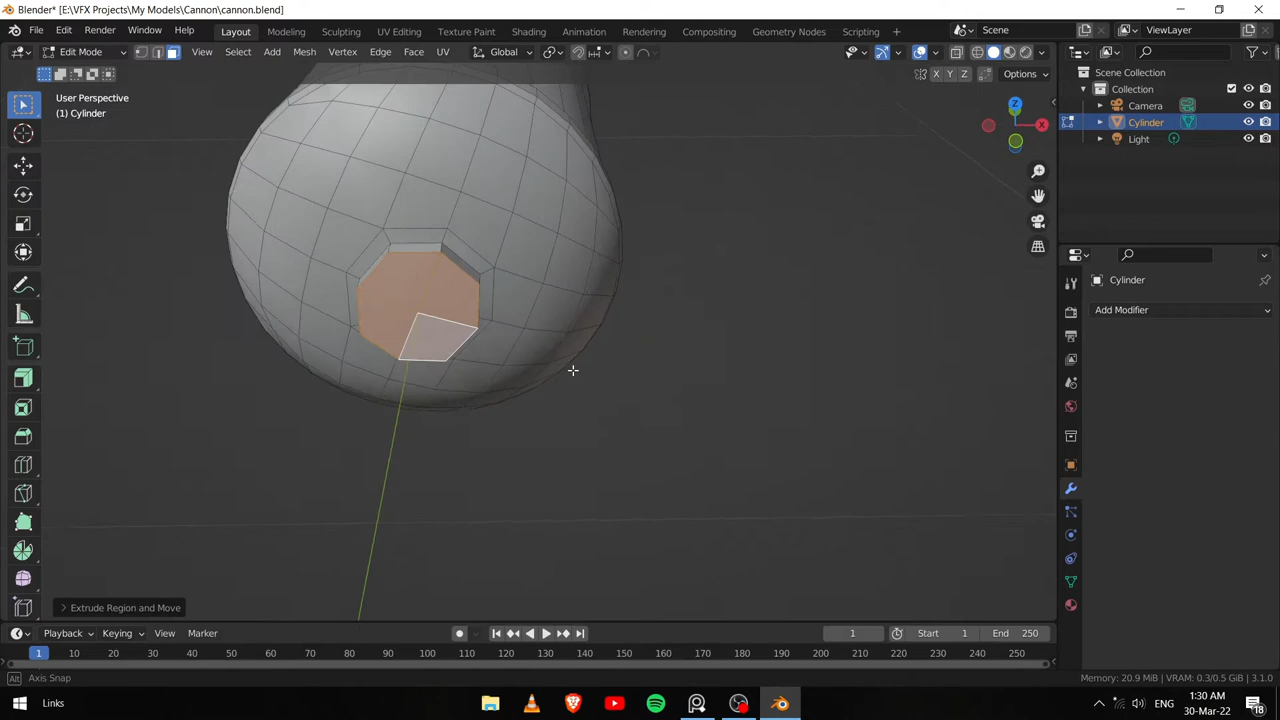 Blender* [E:\VFX Projects\My Models\Cannon\cannon.blend]
File Edit Render Window Help Layout Modeling Sculpting UV Editing Texture Paint Shading Animation Rendering Compositing Geometry Nodes Scripting + Scene ViewLayer
Edit Mode View Select Add Mesh Vertex Edge Face UV Global
X Y Z Options
User Perspective
(1) Cylinder
Z
X
Scene Collection
Collection
Camera
Cylinder
Light
Cylinder
Add Modifier
Extrude Region and Move
Playback Keying View Marker 1 Start 1 End 250
1 10 20 30 40 50 60 70 80 90 100 110 120 130 140 150 160 170 180 190 200 210 220 230 240 250
Alt Axis Snap Memory: 20.9 MiB | VRAM: 0.3/0.5 GiB | 3.1.0
Links ENG 1:30 AM
30-Mar-22 18